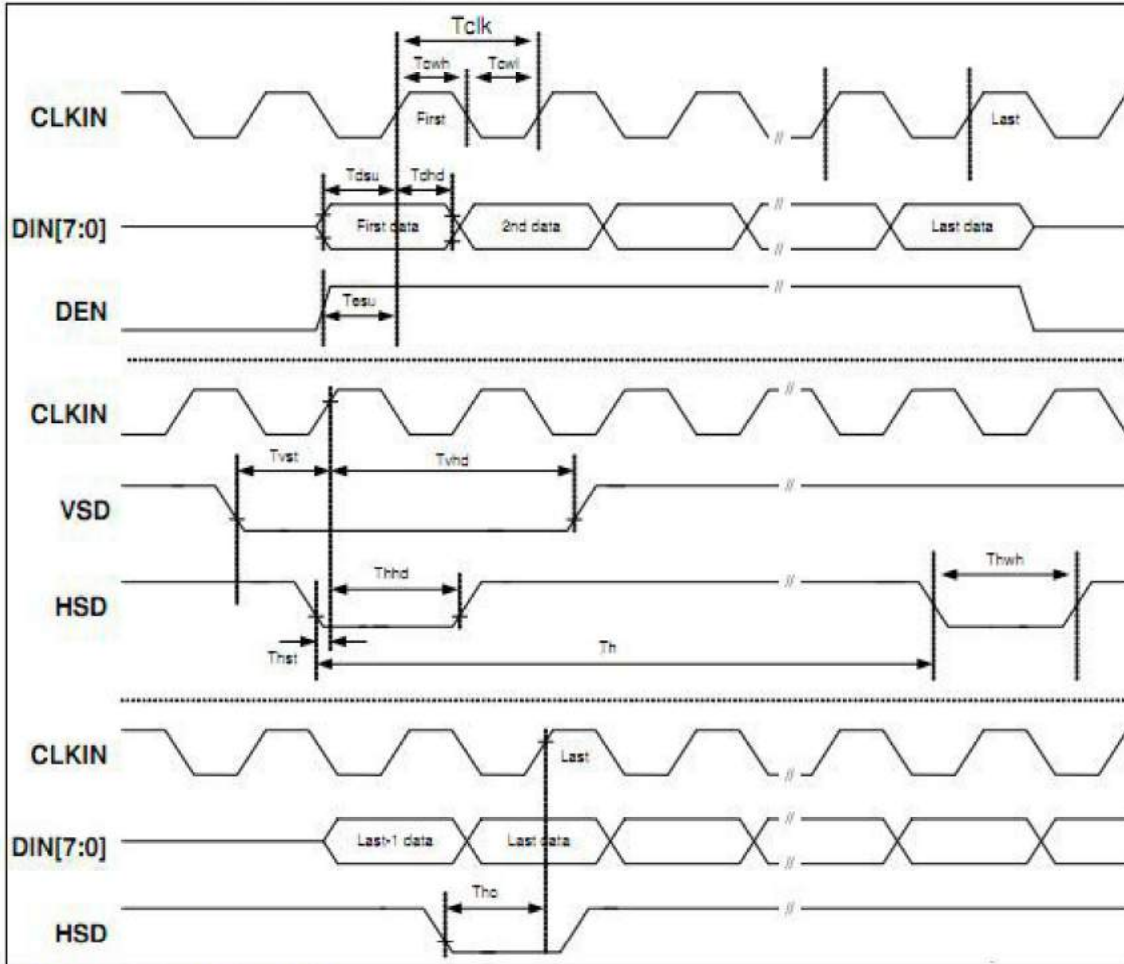 Tclk
Tcwh
Tcwl
CLKIN
First
Last
//
Tdsu
Tdhd
//
DIN[7:0]
First data
2nd data
Last data
//
//
DEN
Tesu
//
CLKIN
//
//
Tvst
Tvhd
VSD
//
Thhd
Thwh
HSD
//
Thst
Th
CLKIN
Last
//
//
DIN[7:0]
Last-1 data
Last data
//
Tho
HSD
//